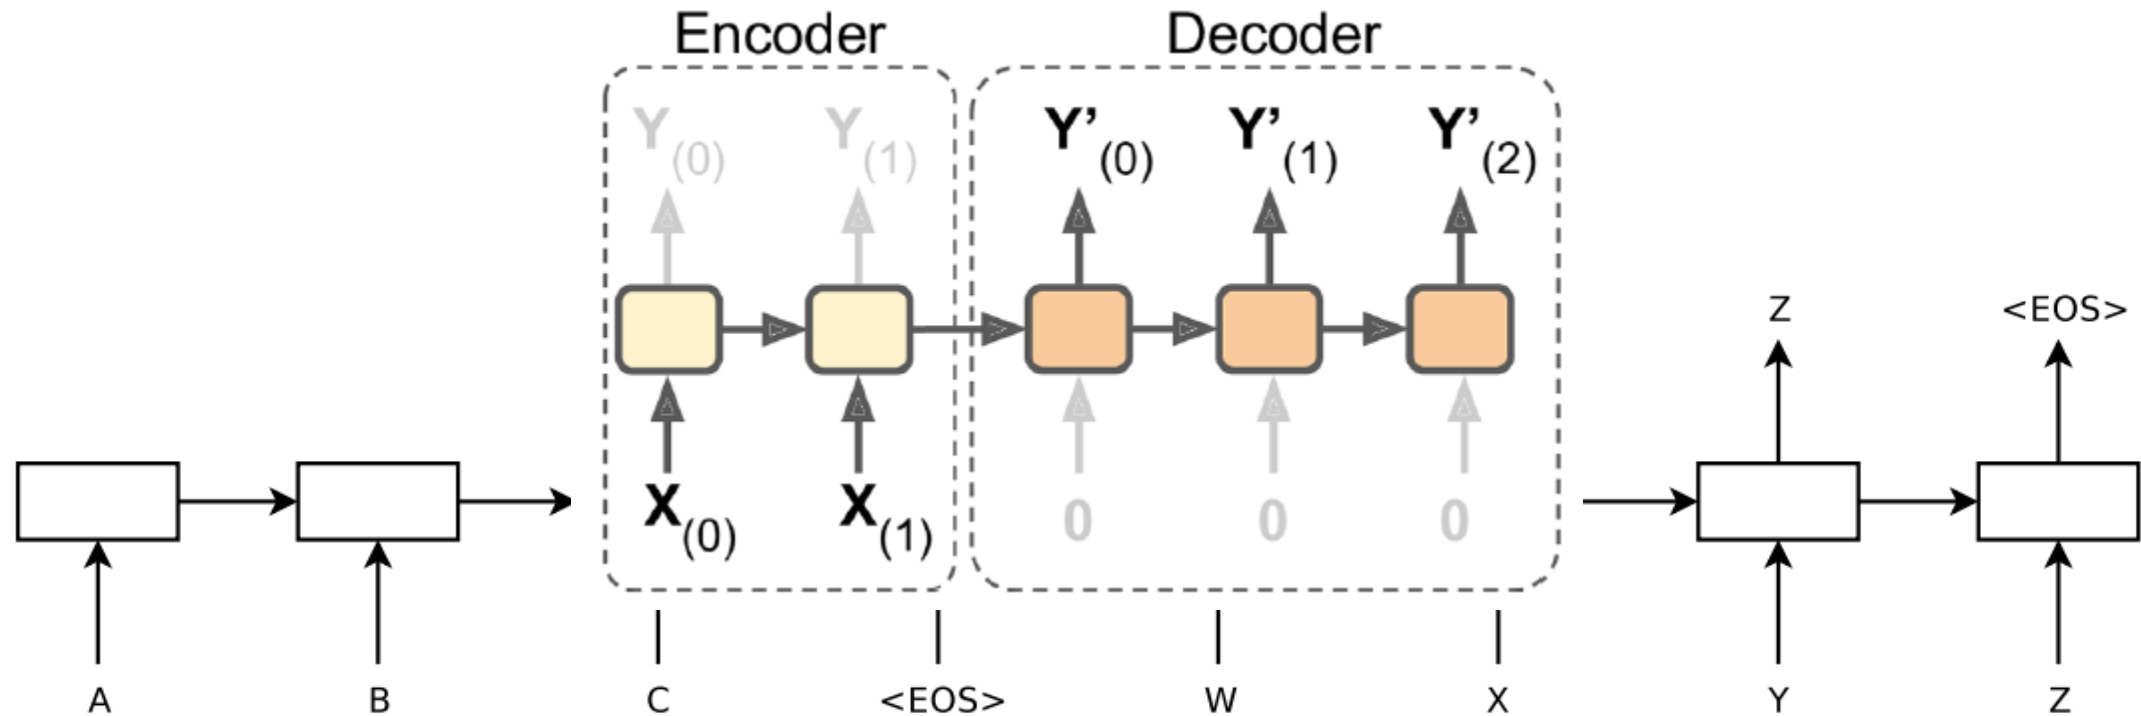 Encoder Decoder
Y(0) Y(1) Y'(0) Y'(1) Y'(2)
Z <EOS>
X(0) X(1) 0 0 0
A B C <EOS> W X Y Z